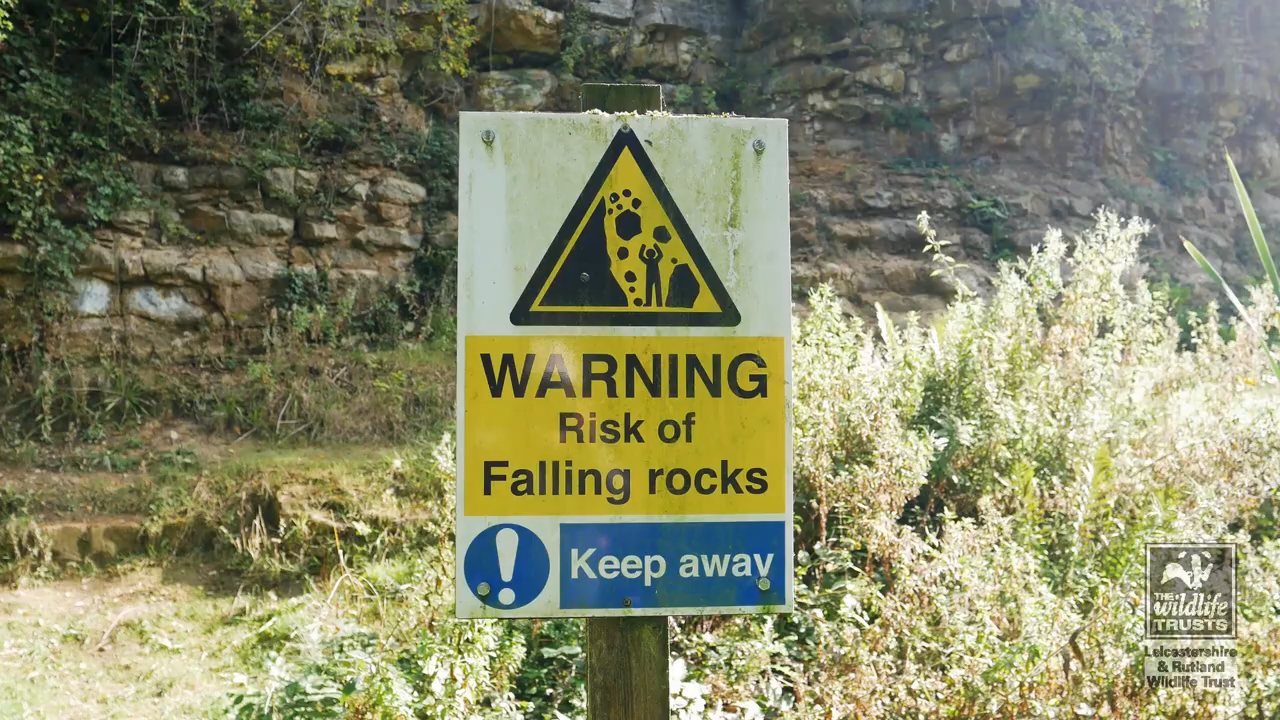 WARNING
Risk of
Falling rocks
Keep away
THE
wildlife
TRUSTS
Leicestershire
& Rutland
Wildlife Trust